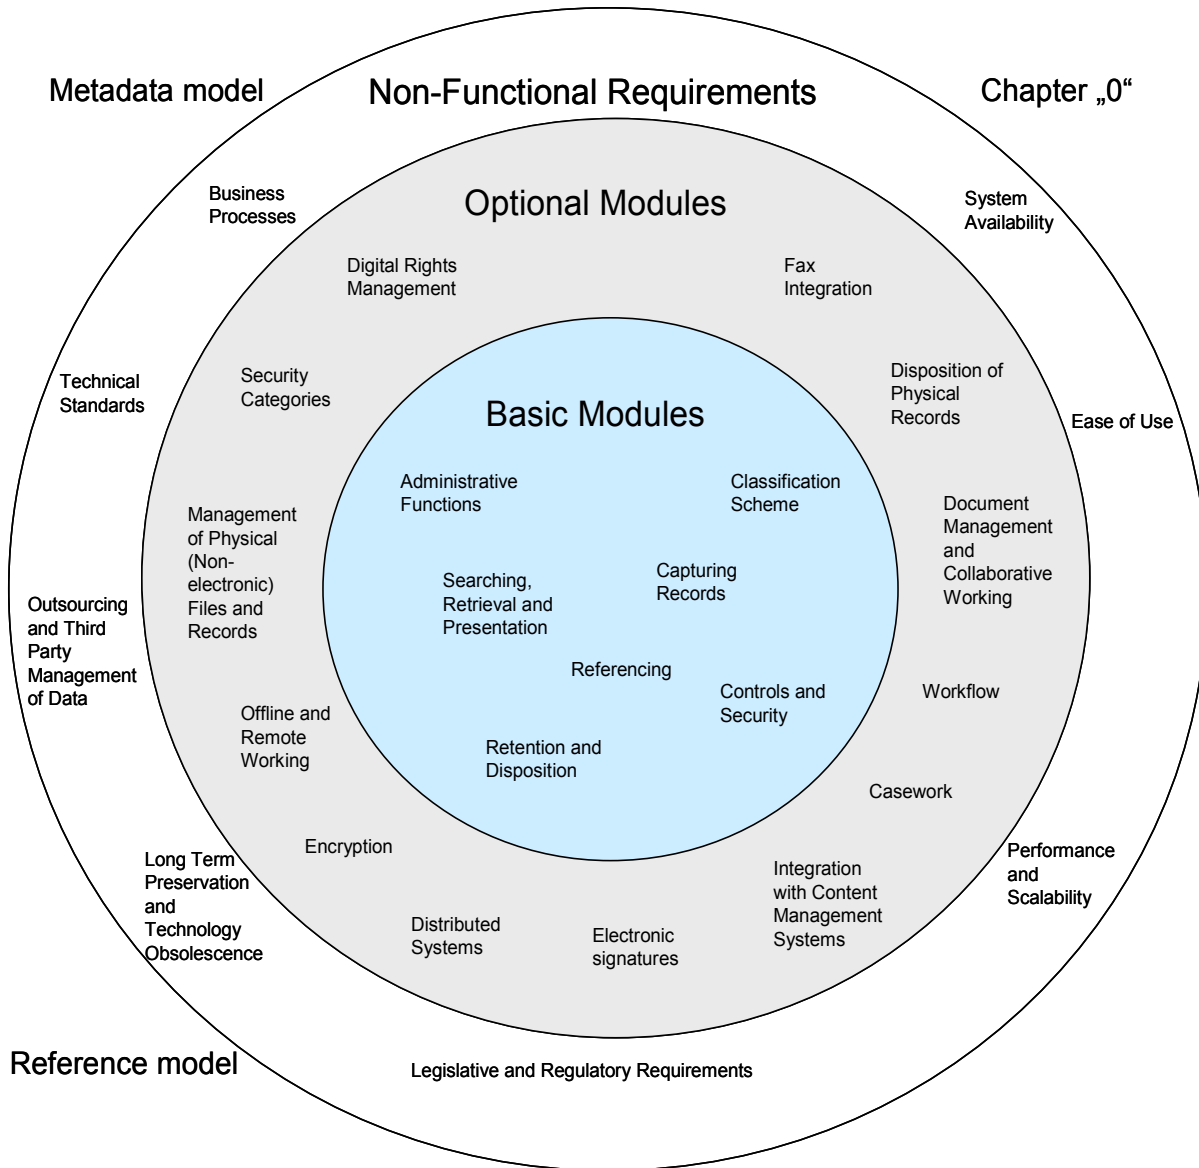 Metadata model
Non-Functional Requirements
Chapter „0“
Business
Processes
System
Availability
Optional Modules
Digital Rights
Management
Fax
Integration
Technical
Standards
Security
Categories
Disposition of
Physical
Records
Ease of Use
Basic Modules
Administrative
Functions
Classification
Scheme
Management
of Physical
(Non-
electronic)
Files and
Records
Document
Management
and
Collaborative
Working
Searching,
Retrieval and
Presentation
Capturing
Records
Outsourcing
and Third
Party
Management
of Data
Referencing
Controls and
Security
Workflow
Offline and
Remote
Working
Retention and
Disposition
Casework
Encryption
Long Term
Preservation
and
Technology
Obsolescence
Performance
and
Scalability
Integration
with Content
Management
Systems
Distributed
Systems
Electronic
signatures
Reference model
Legislative and Regulatory Requirements